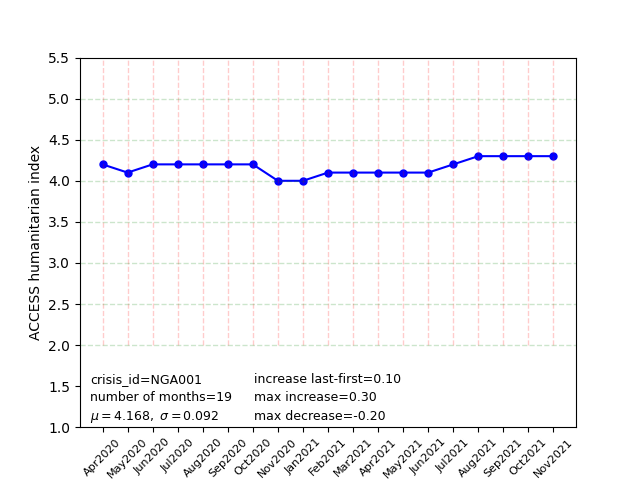 5.5
5.0
4.5
4.0
3.5
3.0
2.5
2.0
1.5
1.0
ACCESS humanitarian index
crisis_id=NGA001
number of months=19
μ=4.168, σ=0.092
increase last-first=0.10
max increase=0.30
max decrease=-0.20
Apr2020
May2020
Jun2020
Jul2020
Aug2020
Sep2020
Oct2020
Nov2020
Jan2021
Feb2021
Mar2021
Apr2021
May2021
Jun2021
Jul2021
Aug2021
Sep2021
Oct2021
Nov2021